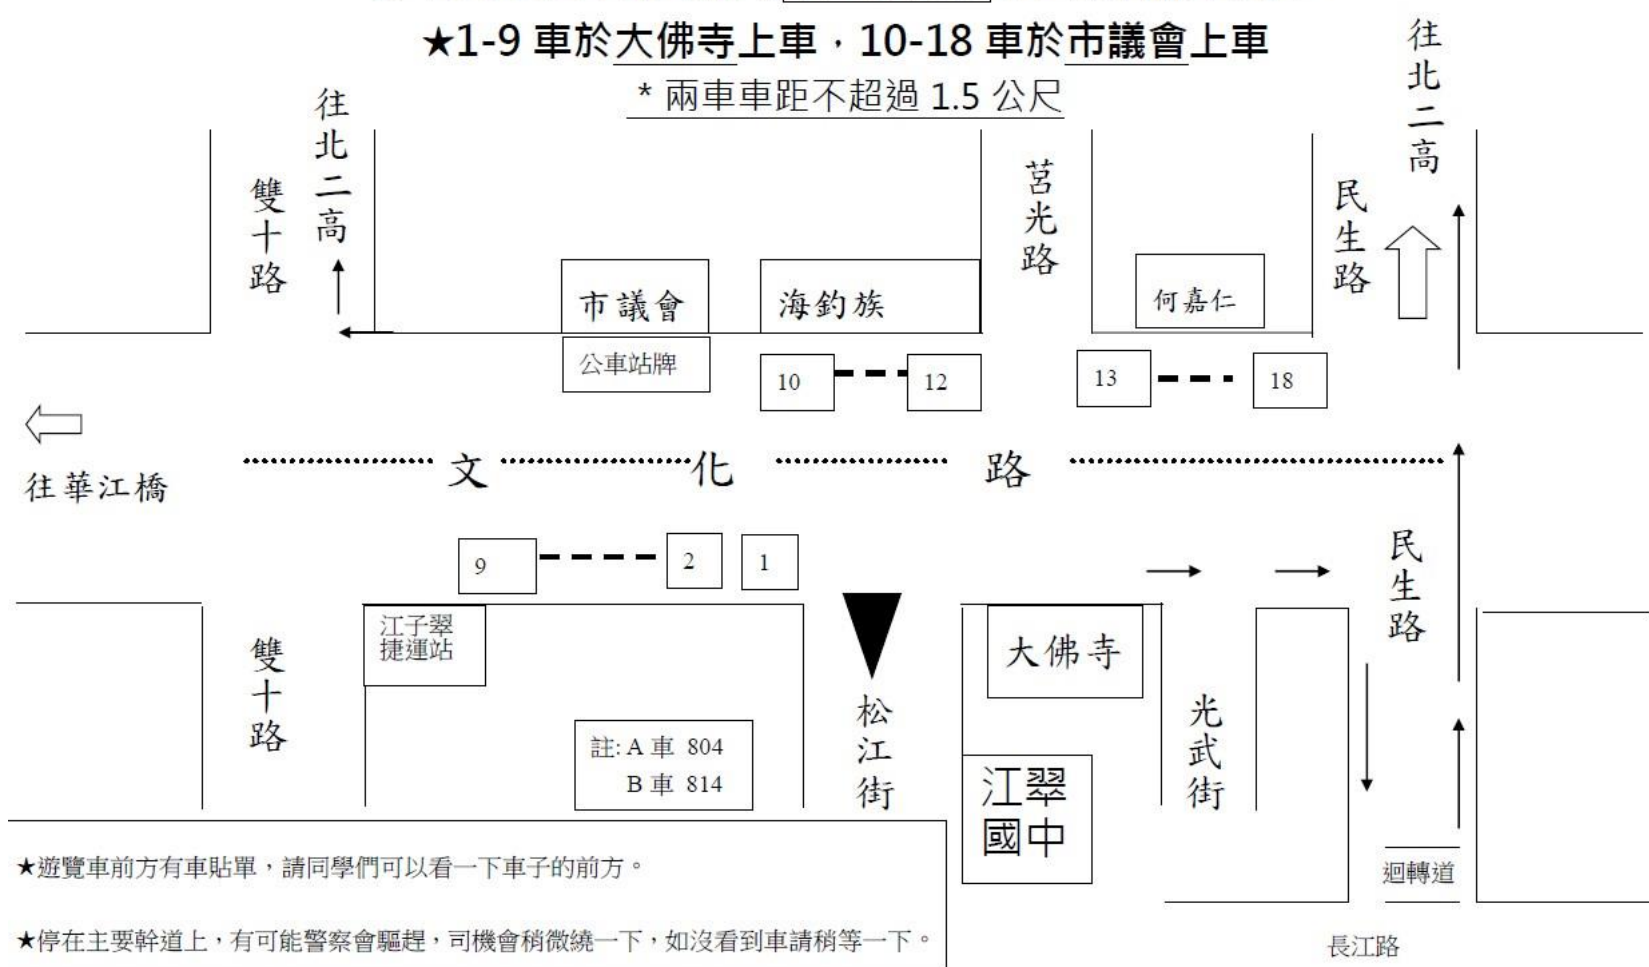 ★1-9 車於大佛寺上車，10-18 車於市議會上車
* 兩車車距不超過 1.5 公尺
往北二高
往北二高
雙十路
莒光路
民生路
市議會
海釣族
何嘉仁
公車站牌
10
12
13
18
往華江橋
文化路
9
2
1
民生路
江子翠
捷運站
大佛寺
雙十路
松江街
光武街
註: A 車 804
B 車 814
江翠
國中
★遊覽車前方有車貼單，請同學們可以看一下車子的前方。
迴轉道
★停在主要幹道上，有可能警察會驅趕，司機會稍微繞一下，如沒看到車請稍等一下。
長江路